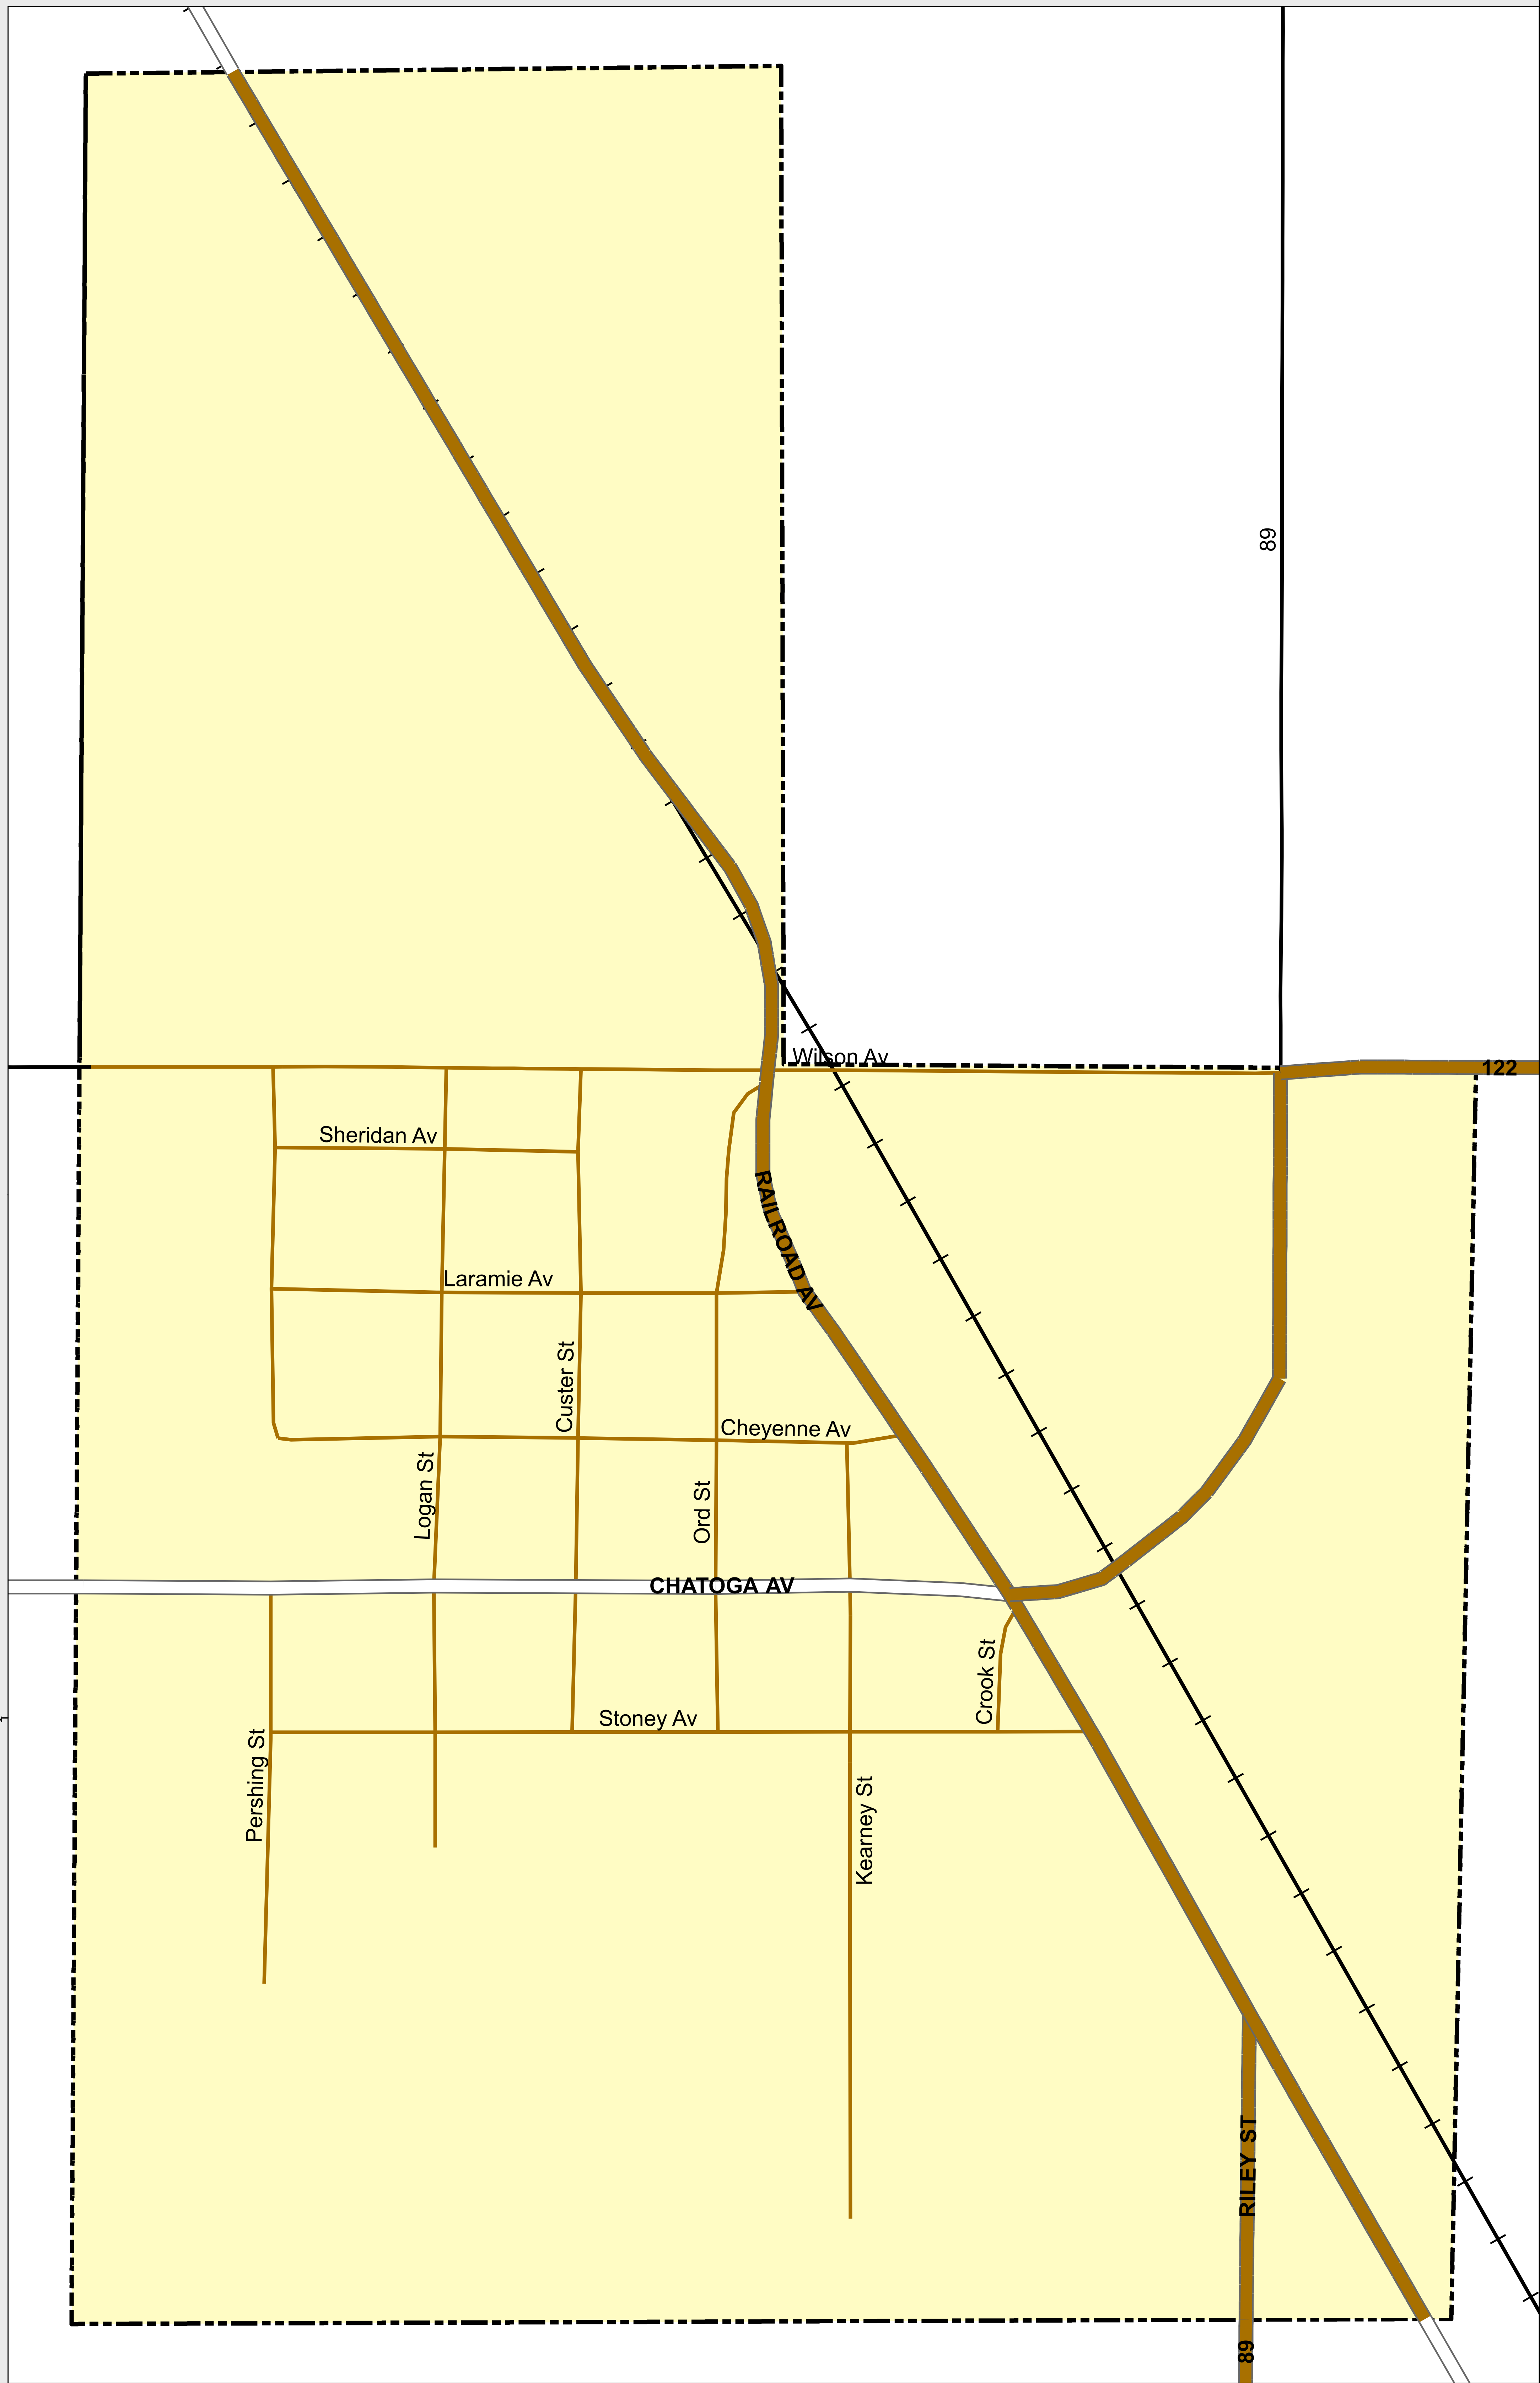 89
Wilson Av
122
Sheridan Av
RAILROAD AV
Laramie Av
Custer St
Cheyenne Av
Logan St
Ord St
CHATOGA AV
Crook St
Stoney Av
Pershing St
Kearney St
RILEY ST
89